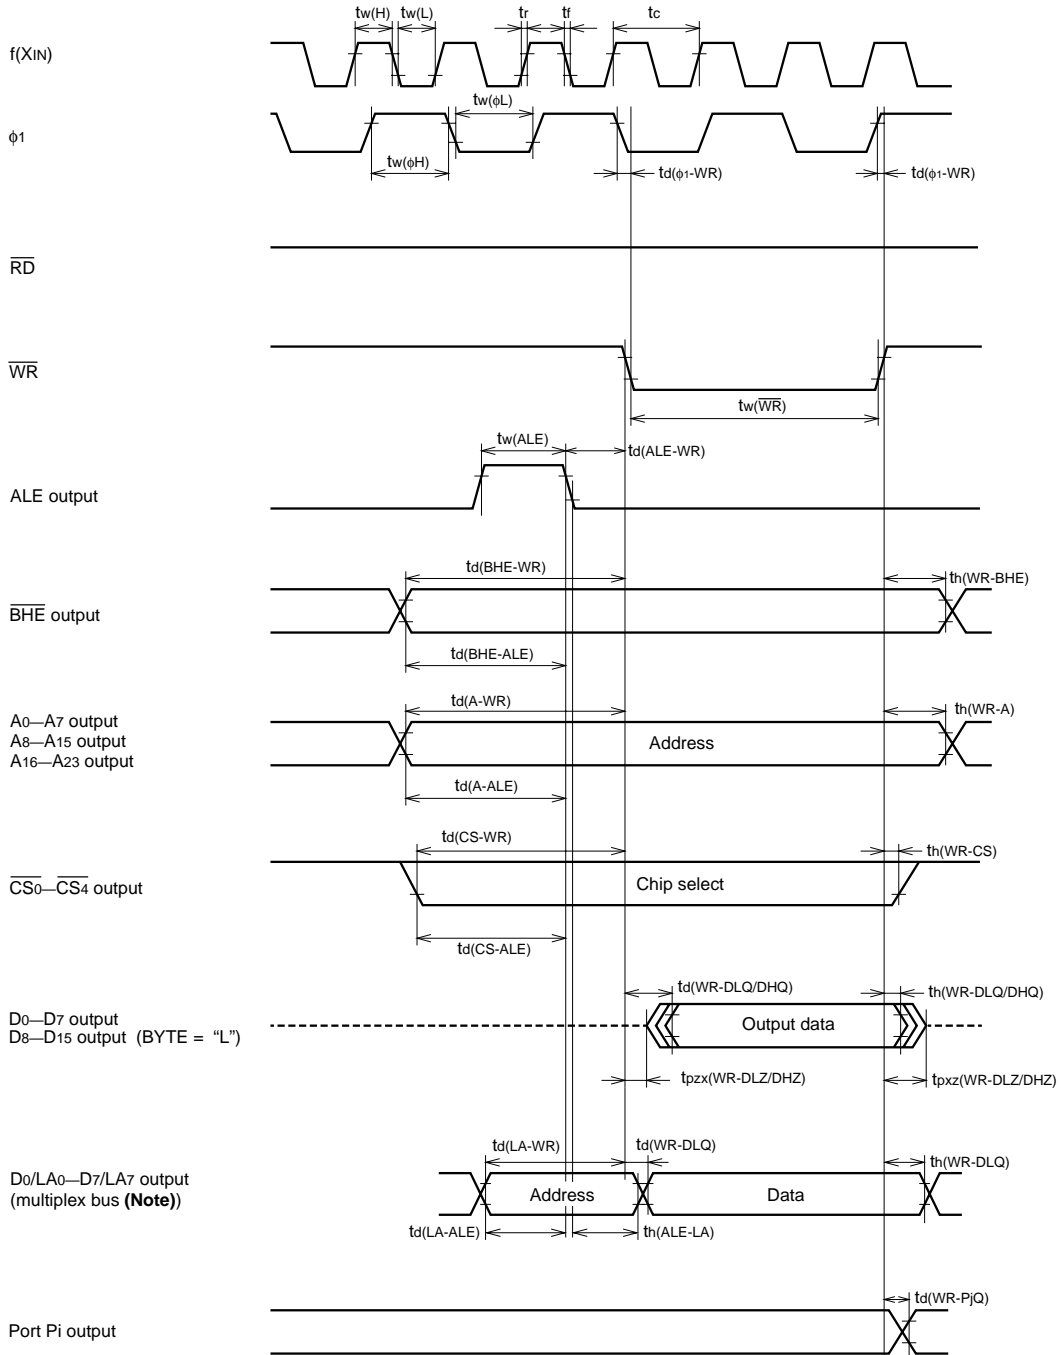 tw(H) tw(L) tr tf tc
f(XIN)
tw(ϕL)
ϕ1
tw(ϕH)
td(ϕ1-WR) td(ϕ1-WR)
RD
WR
tw(WR)
tw(ALE)
td(ALE-WR)
ALE output
td(BHE-WR)
th(WR-BHE)
BHE output
td(BHE-ALE)
td(A-WR)
th(WR-A)
A0—A7 output
A8—A15 output
A16—A23 output
Address
td(A-ALE)
td(CS-WR)
th(WR-CS)
CS0—CS4 output
Chip select
td(CS-ALE)
td(WR-DLQ/DHQ)
th(WR-DLQ/DHQ)
D0—D7 output
D8—D15 output (BYTE = “L”)
Output data
tpzx(WR-DLZ/DHZ)
tpxz(WR-DLZ/DHZ)
td(LA-WR)
td(WR-DLQ)
th(WR-DLQ)
D0/LA0—D7/LA7 output
(multiplex bus (Note))
Address
Data
td(LA-ALE)
th(ALE-LA)
td(WR-PjQ)
Port Pi output